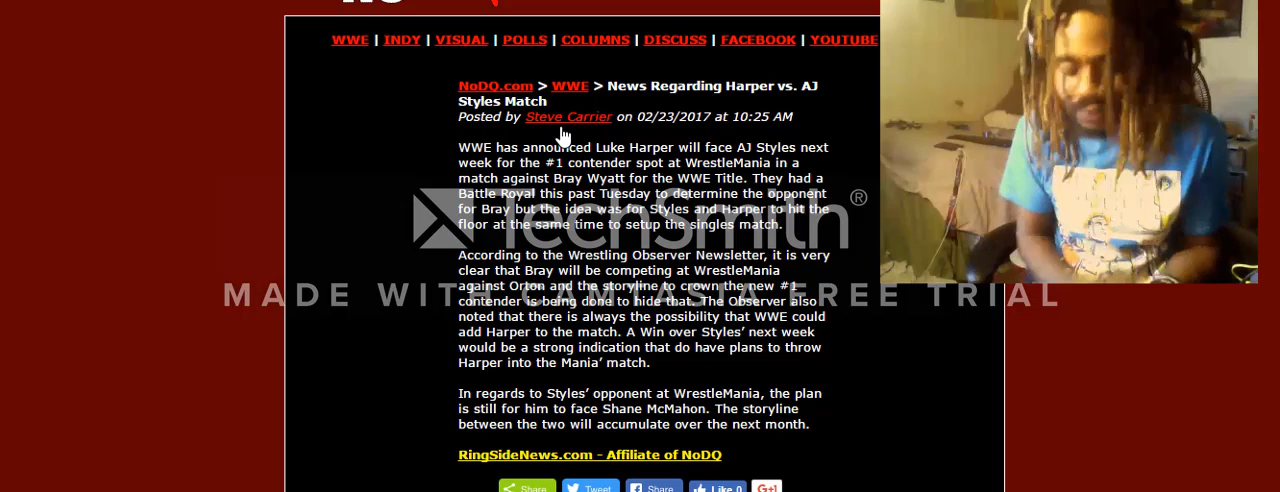 WWE | INDY | VISUAL | POLLS | COLUMNS | DISCUSS | FACEBOOK | YOUTUBE
NoDQ.com > WWE > News Regarding Harper vs. AJ
Styles Match
Posted by Steve Carrier on 02/23/2017 at 10:25 AM
WWE has announced Luke Harper will face AJ Styles next
week for the #1 contender spot at WrestleMania in a
match against Bray Wyatt for the WWE Title. They had a
Battle Royal this past Tuesday to determine the opponent
for Bray but the idea was for Styles and Harper to hit the
floor at the same time to setup the singles match.
TechSmith®
According to the Wrestling Observer Newsletter, it is very
clear that Bray will be competing at WrestleMania
against Orton and the storyline to crown the new #1
contender is being done to hide that. The Observer also
noted that there is always the possibility that WWE could
add Harper to the match. A Win over Styles’ next week
would be a strong indication that do have plans to throw
Harper into the Mania’ match.
MADE WITH CAMTASIA FREE TRIAL
In regards to Styles’ opponent at WrestleMania, the plan
is still for him to face Shane McMahon. The storyline
between the two will accumulate over the next month.
RingSideNews.com - Affiliate of NoDQ
Share Tweet Share Like 0 G+1